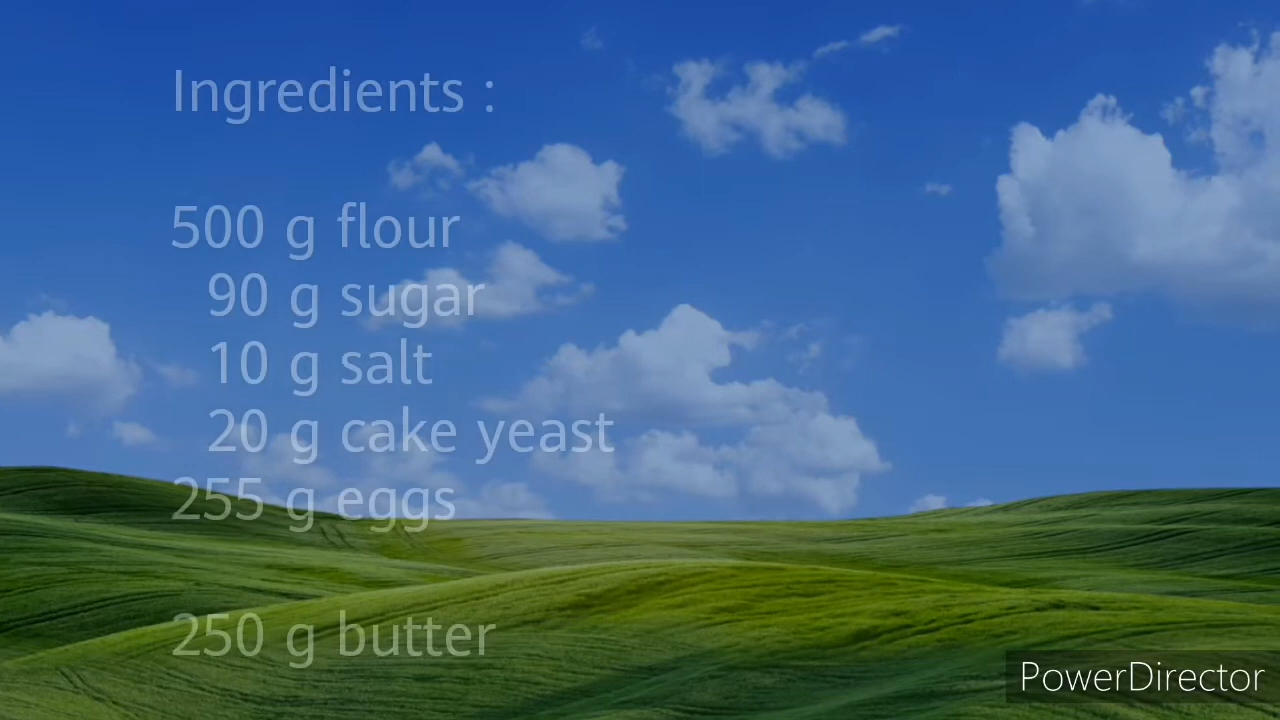 Ingredients :
500 g flour
90 g sugar
10 g salt
20 g cake yeast
255 g eggs
250 g butter
PowerDirector